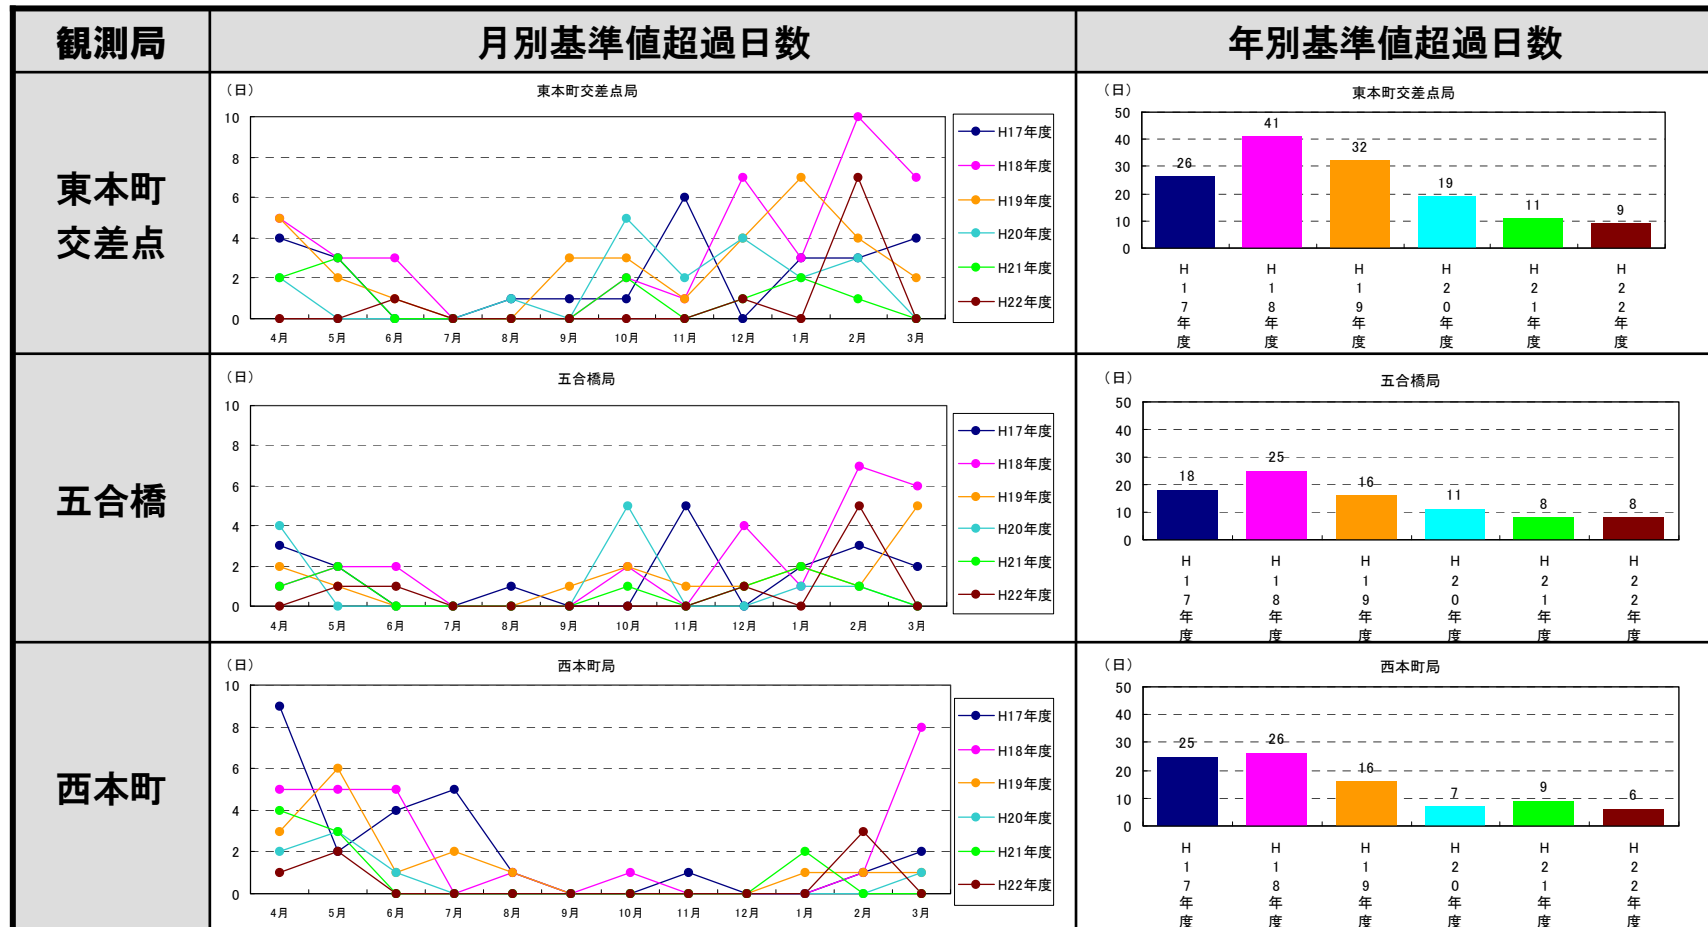 観測局
月別基準値超過日数
年別基準値超過日数
東本町
交差点
（日）
東本町交差点局
10
8
6
4
2
0
4月 5月 6月 7月 8月 9月 10月 11月 12月 1月 2月 3月
H17年度
H18年度
H19年度
H20年度
H21年度
H22年度
（日）
東本町交差点局
50
40
30
20
10
0
26 41 32 19 11 9
H17年度 H18年度 H19年度 H20年度 H21年度 H22年度
五合橋
（日）
五合橋局
10
8
6
4
2
0
4月 5月 6月 7月 8月 9月 10月 11月 12月 1月 2月 3月
H17年度
H18年度
H19年度
H20年度
H21年度
H22年度
（日）
五合橋局
50
40
30
20
10
0
18 25 16 11 8 8
H17年度 H18年度 H19年度 H20年度 H21年度 H22年度
西本町
（日）
西本町局
10
8
6
4
2
0
4月 5月 6月 7月 8月 9月 10月 11月 12月 1月 2月 3月
H17年度
H18年度
H19年度
H20年度
H21年度
H22年度
（日）
西本町局
50
40
30
20
10
0
25 26 16 7 9 6
H17年度 H18年度 H19年度 H20年度 H21年度 H22年度